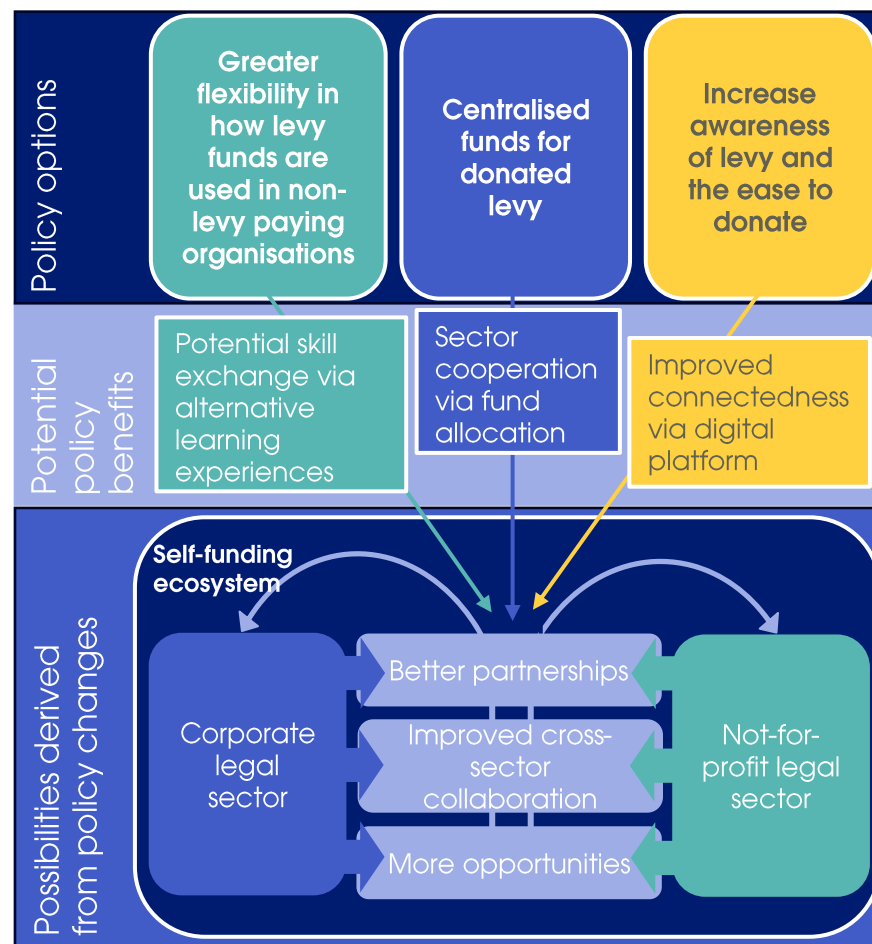 Policy options
Greater
flexibility in
how levy
funds are
used in non-
levy paying
organisations
Centralised
funds for
donated
levy
Increase
awareness
of levy and
the ease to
donate
Potential
policy
benefits
Potential skill
exchange via
alternative
learning
experiences
Sector
cooperation
via fund
allocation
Improved
connectedness
via digital
platform
Possibilities derived
from policy changes
Self-funding
ecosystem
Corporate
legal
sector
Better partnerships
Improved cross-
sector
collaboration
More opportunities
Not-for-
profit legal
sector